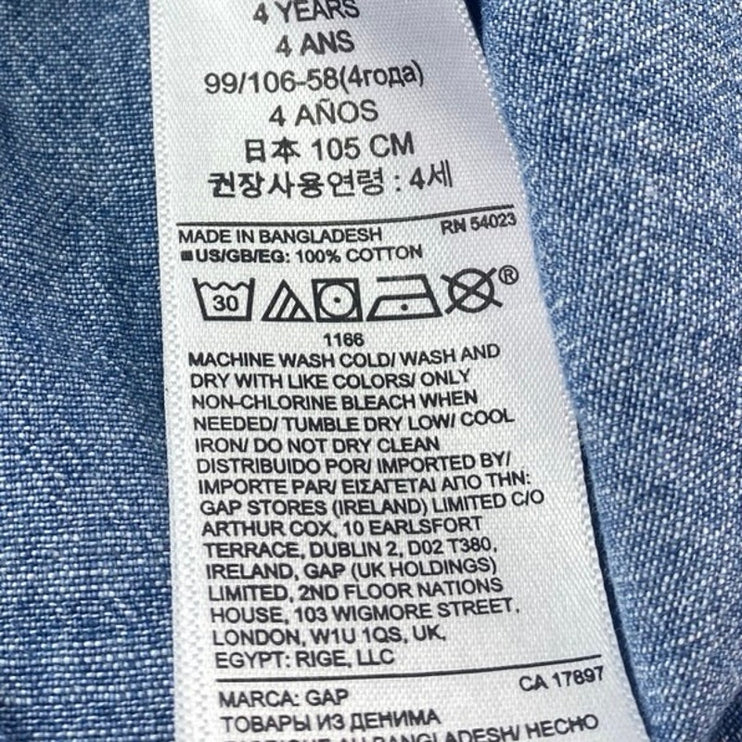 4 YEARS
4 ANS
99/106-58(4года)
4 AÑOS
日本 105 CM
권장사용연령 : 4세
RN 54023
MADE IN BANGLADESH
US/GB/EG: 100% COTTON
30
®
1166
MACHINE WASH COLD/ WASH AND
DRY WITH LIKE COLORS/ ONLY
NON-CHLORINE BLEACH WHEN
NEEDED/ TUMBLE DRY LOW/ COOL
IRON/ DO NOT DRY CLEAN
DISTRIBUIDO POR/ IMPORTED BY/
IMPORTE PAR/ ΕΙΣΑΓΕΤΑΙ ΑΠΟ ΤΗΝ:
GAP STORES (IRELAND) LIMITED C/O
ARTHUR COX, 10 EARLSFORT
TERRACE, DUBLIN 2, D02 T380,
IRELAND, GAP (UK HOLDINGS)
LIMITED, 2ND FLOOR NATIONS
HOUSE, 103 WIGMORE STREET,
LONDON, W1U 1QS, UK,
EGYPT: RIGE, LLC
CA 17897
MARCA: GAP
ТОВАРЫ ИЗ ДЕНИМА
FABRIQUÉ AU BANGLADESH/ HECHO